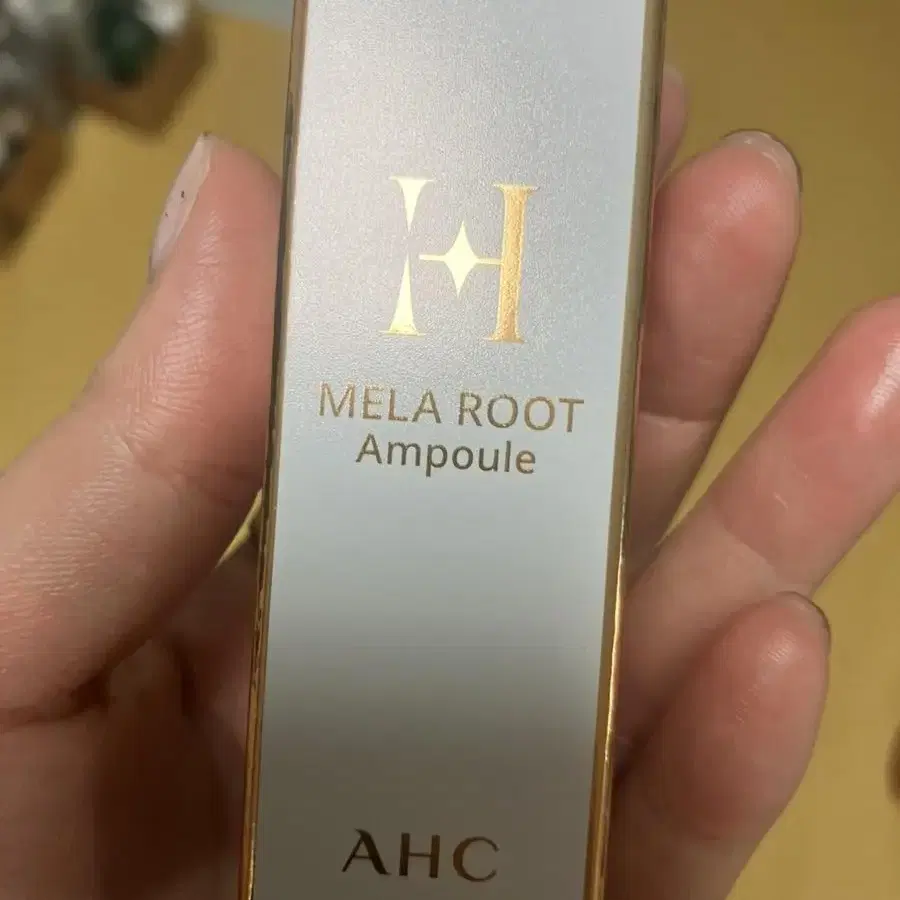 H
MELA ROOT
Ampoule
AHC